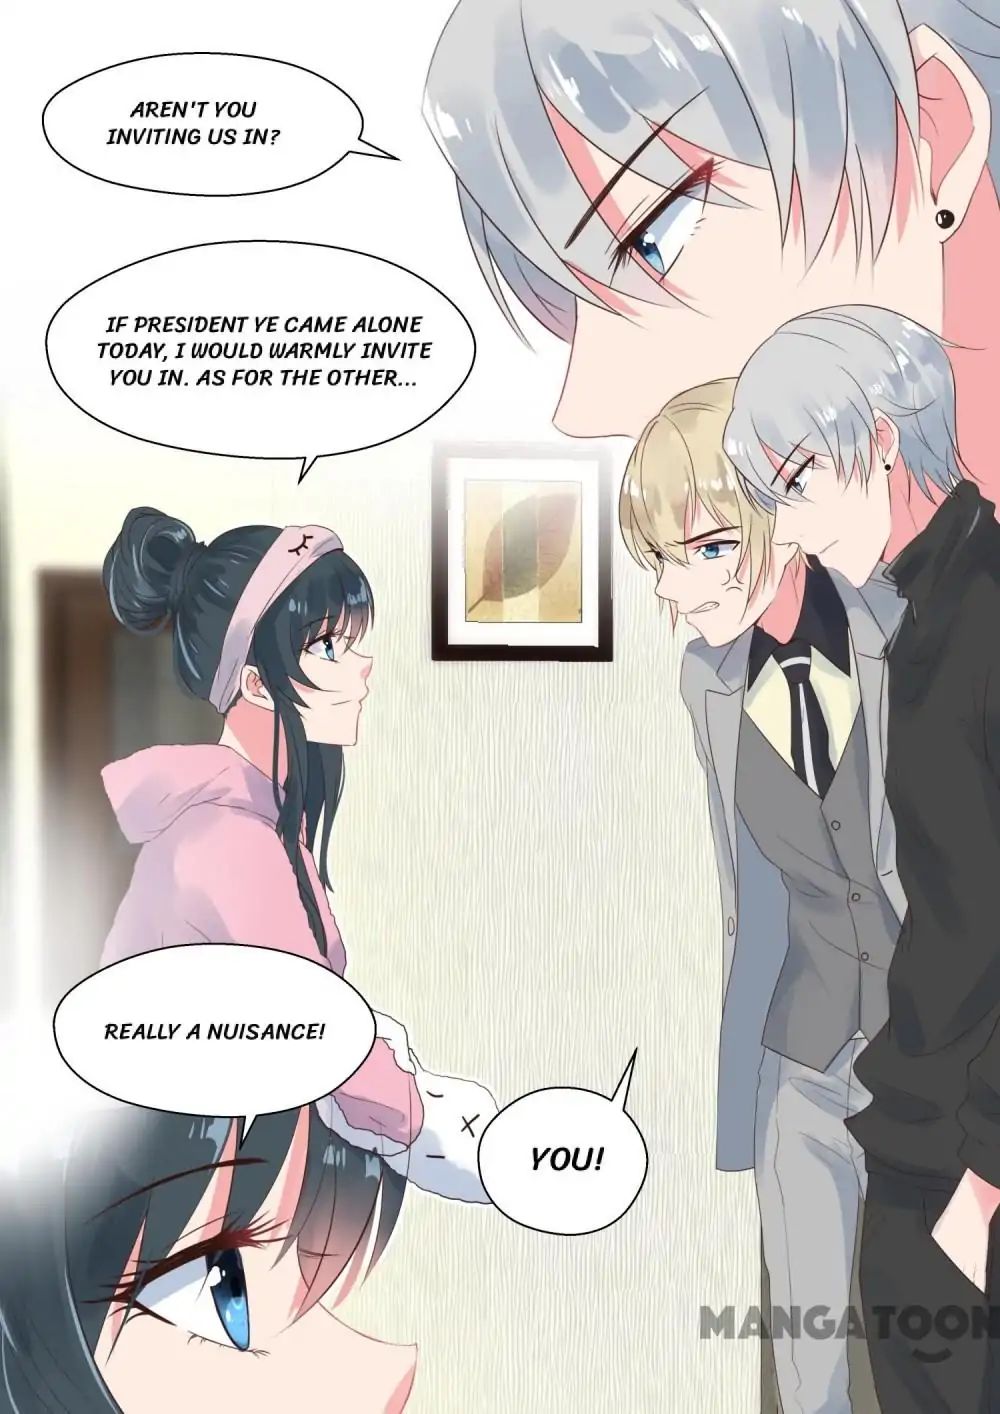 AREN'T YOU
INVITING US IN?
IF PRESIDENT YE CAME ALONE
TODAY, I WOULD WARMLY INVITE
YOU IN. AS FOR THE OTHER...
REALLY A NUISANCE!
YOU!
MANGATOON